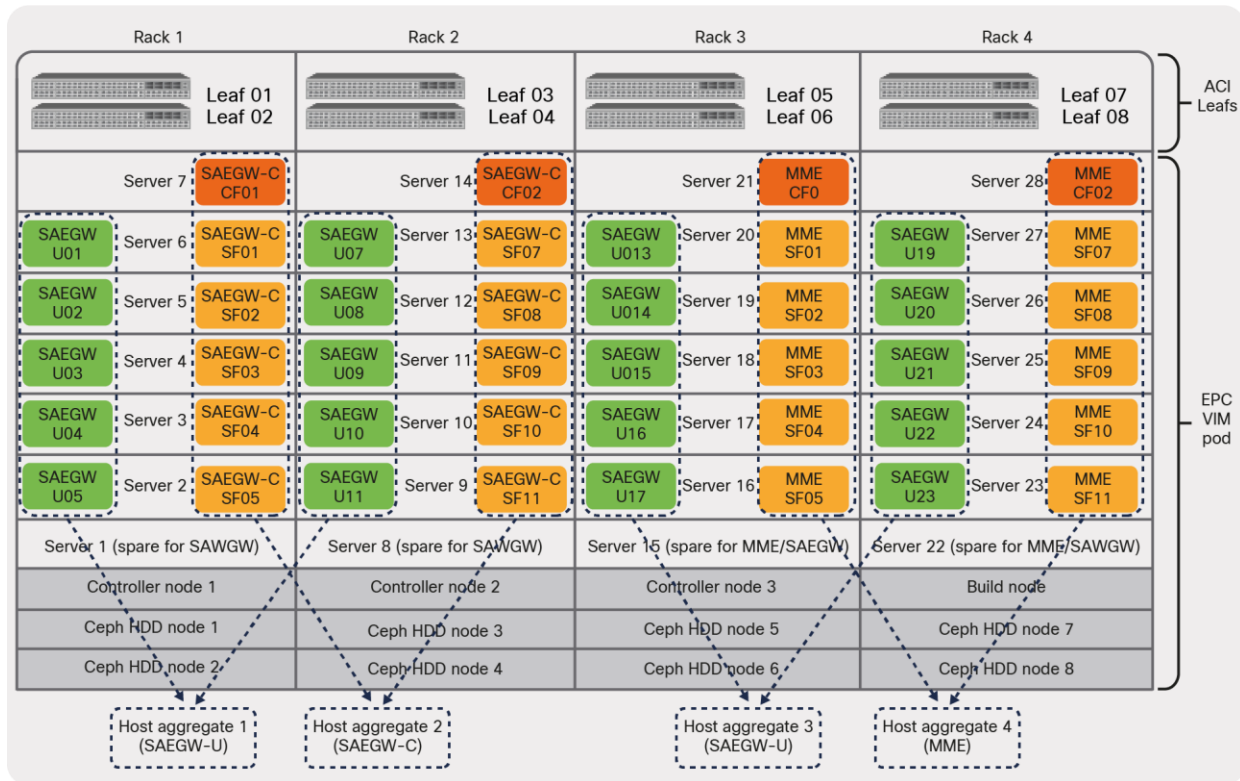 Rack 1
Rack 2
Rack 3
Rack 4
Leaf 01
Leaf 02
Leaf 03
Leaf 04
Leaf 05
Leaf 06
Leaf 07
Leaf 08
ACI
Leafs
Server 7
SAEGW-C
CF01
Server 14
SAEGW-C
CF02
Server 21
MME
CF0
Server 28
MME
CF02
SAEGW
U01
Server 6
SAEGW-C
SF01
SAEGW
U07
Server 13
SAEGW-C
SF07
SAEGW
U013
Server 20
MME
SF01
SAEGW
U19
Server 27
MME
SF07
SAEGW
U02
Server 5
SAEGW-C
SF02
SAEGW
U08
Server 12
SAEGW-C
SF08
SAEGW
U014
Server 19
MME
SF02
SAEGW
U20
Server 26
MME
SF08
SAEGW
U03
Server 4
SAEGW-C
SF03
SAEGW
U09
Server 11
SAEGW-C
SF09
SAEGW
U015
Server 18
MME
SF03
SAEGW
U21
Server 25
MME
SF09
SAEGW
U04
Server 3
SAEGW-C
SF04
SAEGW
U10
Server 10
SAEGW-C
SF10
SAEGW
U16
Server 17
MME
SF04
SAEGW
U22
Server 24
MME
SF10
EPC
VIM
pod
SAEGW
U05
Server 2
SAEGW-C
SF05
SAEGW
U11
Server 9
SAEGW-C
SF11
SAEGW
U17
Server 16
MME
SF05
SAEGW
U23
Server 23
MME
SF11
Server 1 (spare for SAWGW)
Server 8 (spare for SAWGW)
Server 15 (spare for MME/SAEGW)
Server 22 (spare for MME/SAWGW)
Controller node 1
Controller node 2
Controller node 3
Build node
Ceph HDD node 1
Ceph HDD node 3
Ceph HDD node 5
Ceph HDD node 7
Ceph HDD node 2
Ceph HDD node 4
Ceph HDD node 6
Ceph HDD node 8
Host aggregate 1
(SAEGW-U)
Host aggregate 2
(SAEGW-C)
Host aggregate 3
(SAEGW-U)
Host aggregate 4
(MME)